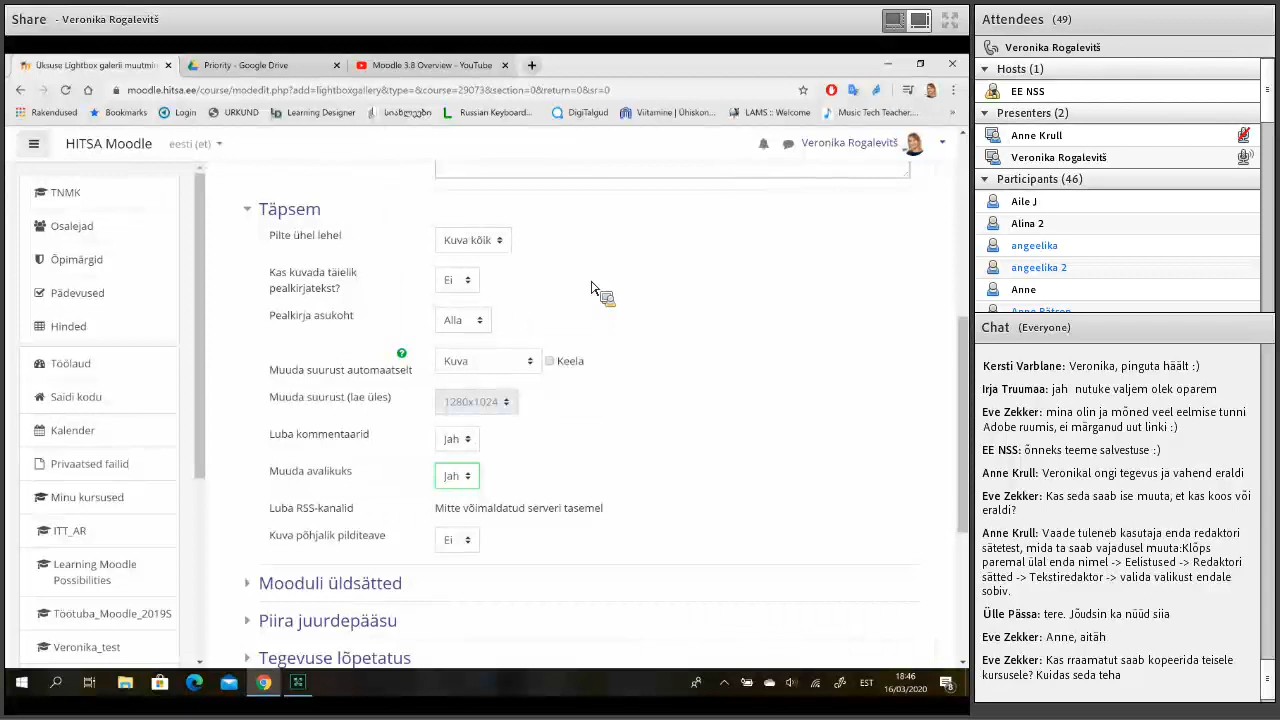 Share - Veronika Rogalevitš
Üksuse Lightbox galerii muutmin
Priority - Google Drive
Moodle 3.8 Overview - YouTube
moodle.hitsa.ee/course/modedit.php?add=lightboxgallery&type=&course=29073&section=0&return=0&sr=0
Rakendused Bookmarks Login URKUND Learning Designer სიახლეები Russian Keyboard... DigiTalgud Viitamine / Ühiskon... LAMS :: Welcome Music Tech Teacher,...
HITSA Moodle eesti (et) Veronika Rogalevitš
TNMK
Osalejad
Õpimärgid
Pädevused
Hinded
Töölaud
Saidi kodu
Kalender
Privaatsed failid
Minu kursused
ITT_AR
Learning Moodle
Possibilities
Töötuba_Moodle_2019S
Veronika_test
Täpsem
Pilte ühel lehel Kuva kõik
Kas kuvada täielik
pealkirjatekst? Ei
Pealkirja asukoht Alla
Muuda suurust automaatselt Kuva Keela
Muuda suurust (lae üles) 1280x1024
Luba kommentaarid Jah
Muuda avalikuks Jah
Luba RSS-kanalid Mitte võimaldatud serveri tasemel
Kuva põhjalik pilditeave Ei
Mooduli üldsätted
Piira juurdepääsu
Tegevuse lõpetatus
EST
18:46
16/03/2020
8
Attendees (49)
Veronika Rogalevitš
Hosts (1)
EE NSS
Presenters (2)
Anne Krull
Veronika Rogalevitš
Participants (46)
Aile J
Alina 2
angeelika
angeelika 2
Anne
Anne Pätsep
Chat (Everyone)
Kersti Varblane: Veronika, pinguta häält :)
Irja Truumaa: jah nutuke valjem olek oparem
Eve Zekker: mina olin ja mõned veel eelmise tunni
Adobe ruumis, ei märganud uut linki :)
EE NSS: õnneks teeme salvestuse :)
Anne Krull: Veronikal ongi tegevus ja vahend eraldi
Eve Zekker: Kas seda saab ise muuta, et kas koos või
eraldi?
Anne Krull: Vaade tuleneb kasutaja enda redaktori
sätetest, mida ta saab vajadusel muuta:Klõps
paremal ülal enda nimel -> Eelistused -> Redaktori
sätted -> Tekstiredaktor -> valida valikust endale
sobiv.
Ülle Pässa: tere. Jõudsin ka nüüd siia
Eve Zekker: Anne, aitäh
Eve Zekker: Kas rraamatut saab kopeerida teisele
kursusele? Kuidas seda teha